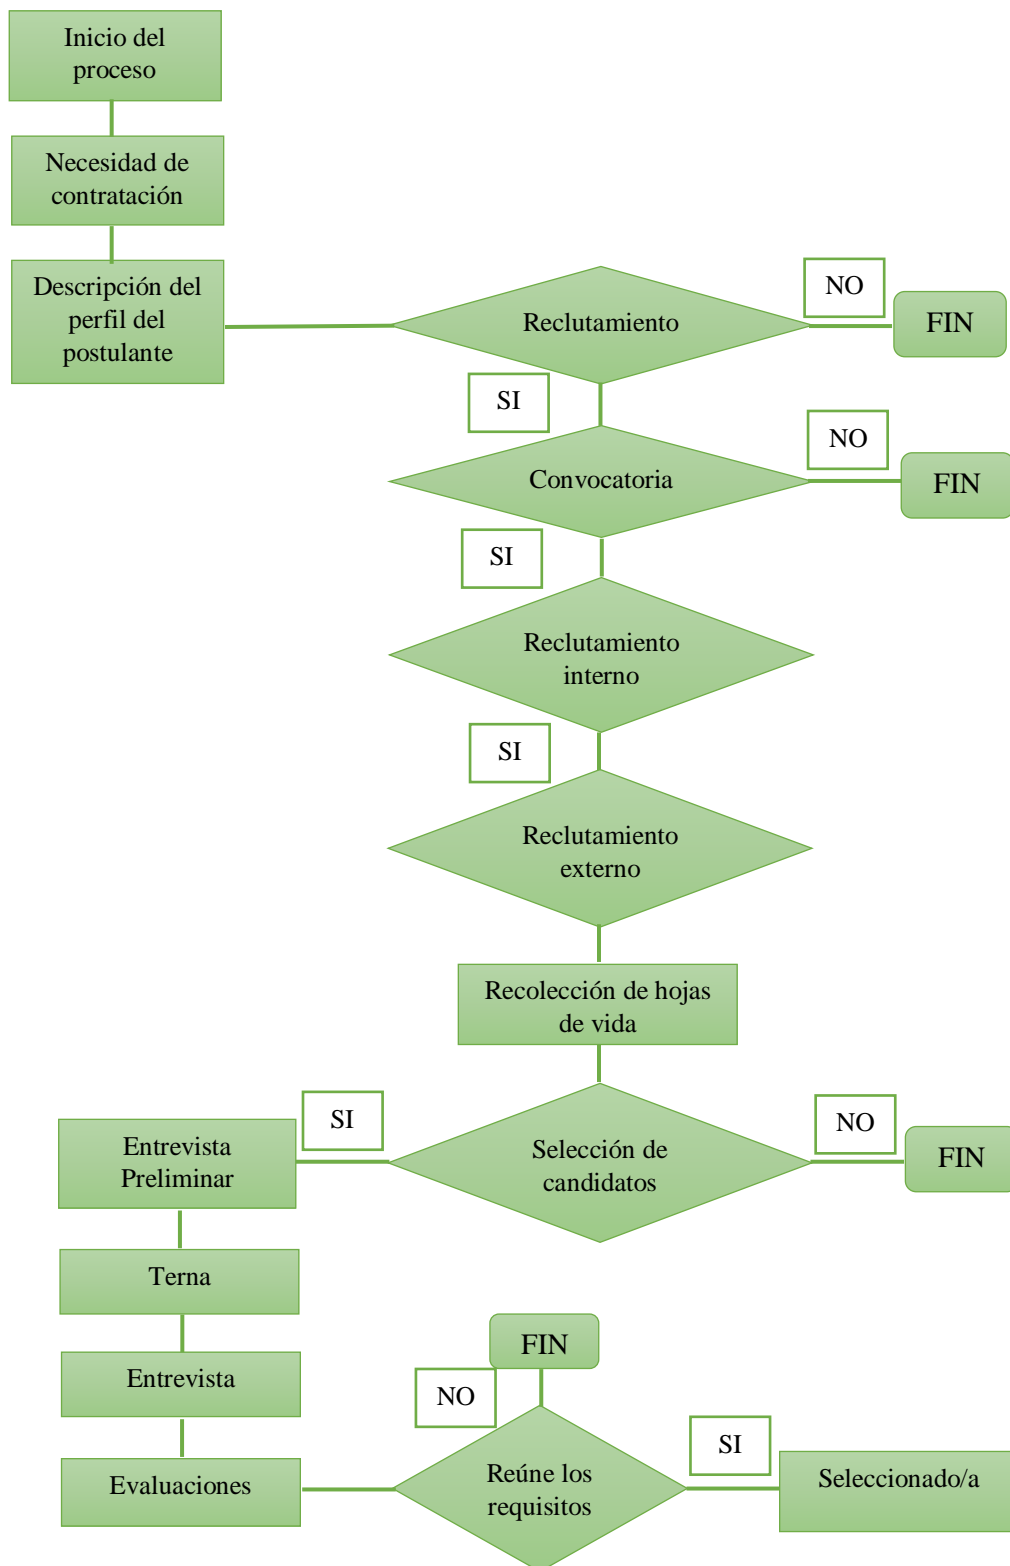 Inicio del
proceso
Necesidad de
contratación
Descripción del
perfil del
postulante
Reclutamiento
NO
FIN
SI
Convocatoria
NO
FIN
SI
Reclutamiento
interno
SI
Reclutamiento
externo
Recolección de hojas
de vida
Selección de
candidatos
NO
FIN
SI
Entrevista
Preliminar
Terna
Entrevista
Evaluaciones
Reúne los
requisitos
NO
FIN
SI
Seleccionado/a